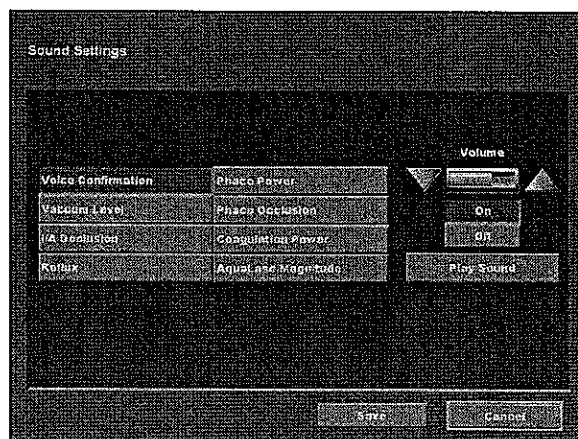 Sound Settings
Volume
Voice Confirmation Phaco Power
Vacuum Level Phaco Occlusion On
I/A Occlusion Coagulation Power
Reflux AquaLase Magnitude Play Sound
Save Cancel